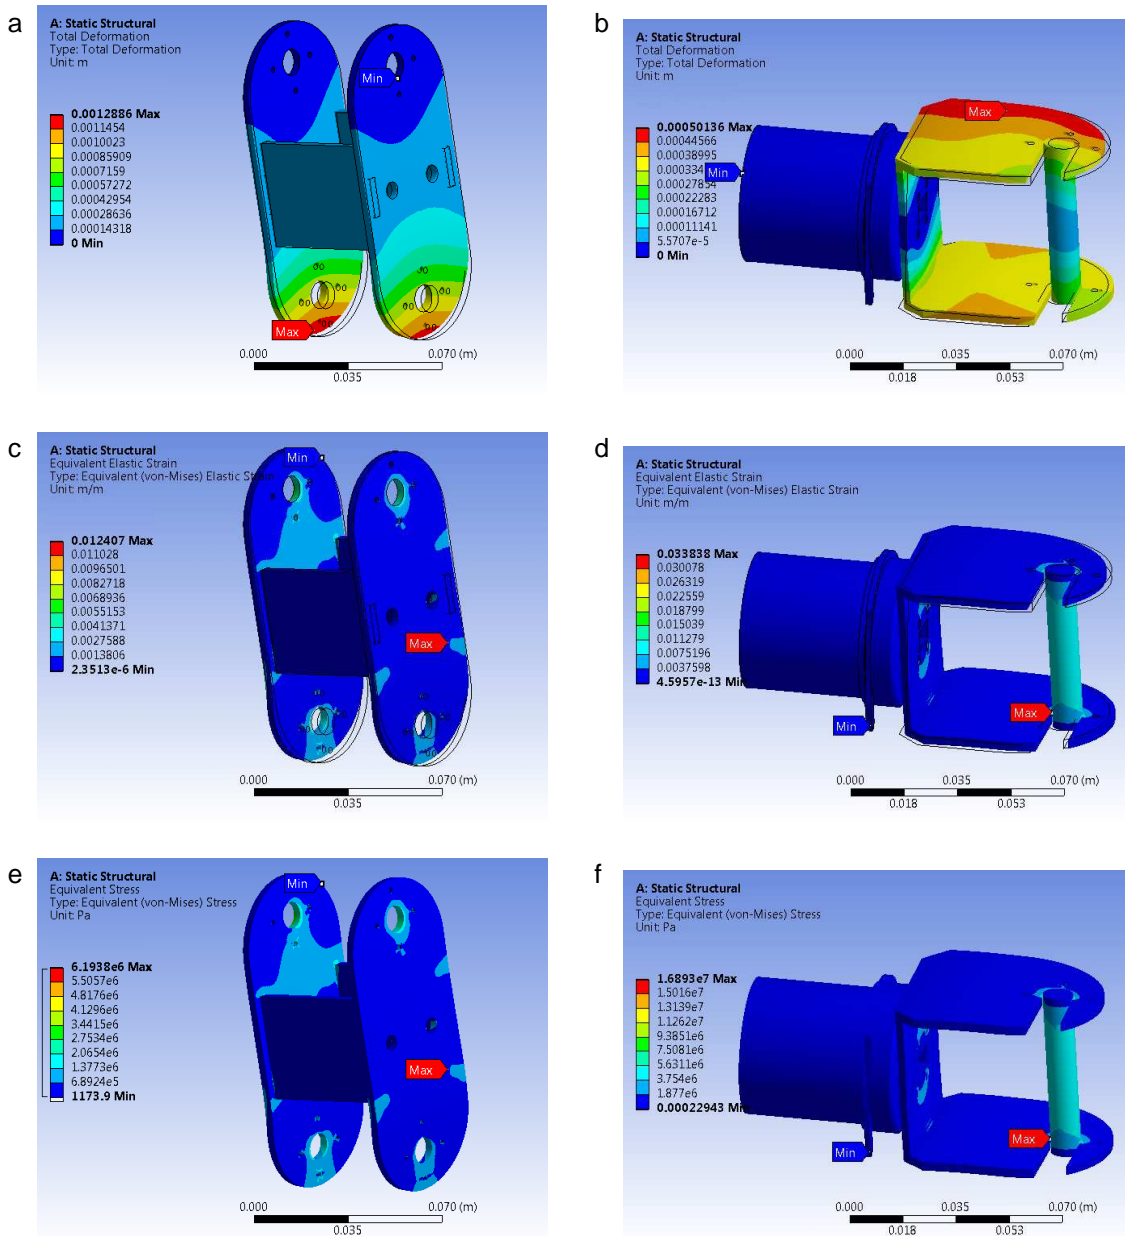 a
A: Static Structural
Total Deformation
Type: Total Deformation
Unit: m
0.0012886 Max
0.0011454
0.0010023
0.00085909
0.0007159
0.00057272
0.00042954
0.00028636
0.00014318
0 Min
Min
Max
0.000
0.070 (m)
0.035
b
A: Static Structural
Total Deformation
Type: Total Deformation
Unit: m
0.00050136 Max
0.00044566
0.00038995
0.000334
0.00027854
0.00022283
0.00016712
0.00011141
5.5707e-5
0 Min
Min
Max
0.000
0.035
0.070 (m)
0.018
0.053
c
A: Static Structural
Equivalent Elastic Strain
Type: Equivalent (von-Mises) Elastic Strain
Unit: m/m
0.012407 Max
0.011028
0.0096501
0.0082718
0.0068936
0.0055153
0.0041371
0.0027588
0.0013806
2.3513e-6 Min
Min
Max
0.000
0.070 (m)
0.035
d
A: Static Structural
Equivalent Elastic Strain
Type: Equivalent (von-Mises) Elastic Strain
Unit: m/m
0.033838 Max
0.030078
0.026319
0.022559
0.018799
0.015039
0.011279
0.0075196
0.0037598
4.5957e-13 Min
Max
Min
0.000
0.035
0.070 (m)
0.018
0.053
e
A: Static Structural
Equivalent Stress
Type: Equivalent (von-Mises) Stress
Unit: Pa
6.1938e6 Max
5.5057e6
4.8176e6
4.1296e6
3.4415e6
2.7534e6
2.0654e6
1.3773e6
6.8924e5
1173.9 Min
Min
Max
0.000
0.070 (m)
0.035
f
A: Static Structural
Equivalent Stress
Type: Equivalent (von-Mises) Stress
Unit: Pa
1.6893e7 Max
1.5016e7
1.3139e7
1.1262e7
9.3851e6
7.5081e6
5.6311e6
3.754e6
1.877e6
0.00022943 Min
Max
Min
0.000
0.035
0.070 (m)
0.018
0.053